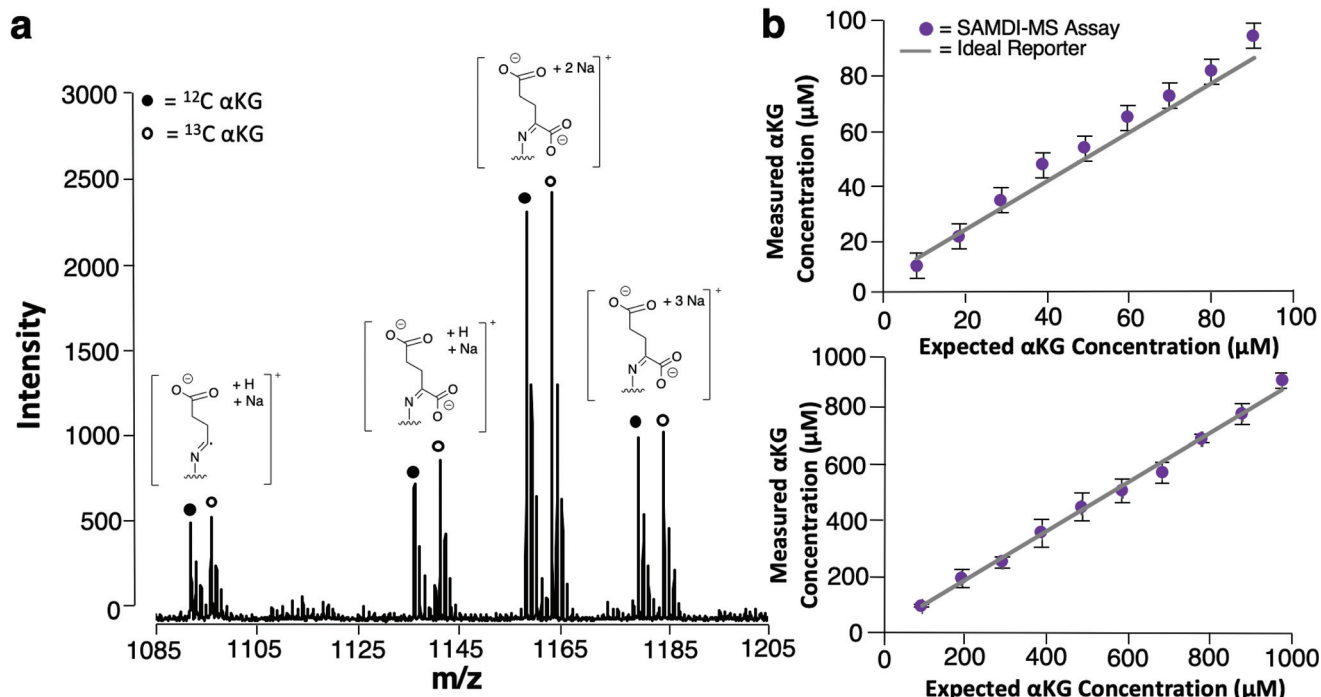 a
3000
2500
2000
1500
1000
500
0
Intensity
● = ¹²C αKG
○ = ¹³C αKG
O⊖ O + H + Na N +
O⊖ O + H + Na N O O⊖ +
O⊖ O + 2 Na N O O⊖ +
O⊖ O + 3 Na N O O⊖ +
1085 1105 1125 1145 1165 1185 1205
m/z
b
● = SAMDI-MS Assay
— = Ideal Reporter
Measured αKG
Concentration (μM)
100
80
60
40
20
0
0 20 40 60 80 100
Expected αKG Concentration (μM)
Measured αKG
Concentration (μM)
1000
800
600
400
200
0
0 200 400 600 800 1000
Expected αKG Concentration (μM)